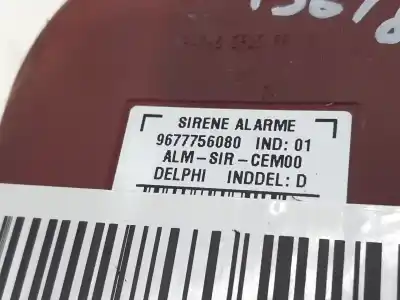 SIRENE ALARME
9677756080 IND: 01
ALM-SIR-CEM00
DELPHI INDDEL: D